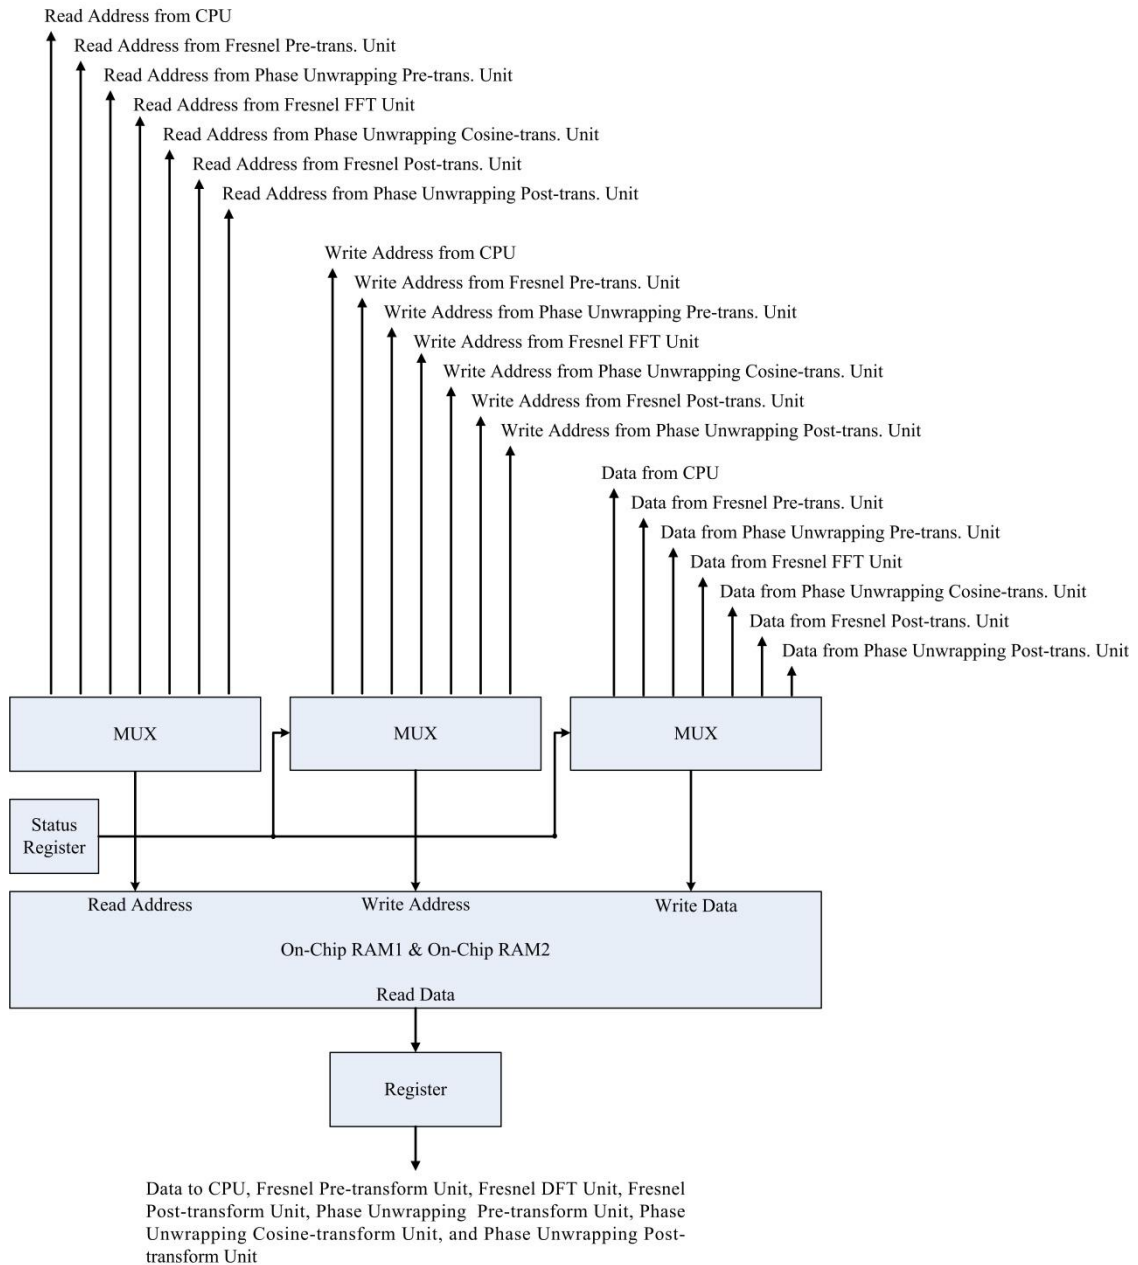 Read Address from CPU
Read Address from Fresnel Pre-trans. Unit
Read Address from Phase Unwrapping Pre-trans. Unit
Read Address from Fresnel FFT Unit
Read Address from Phase Unwrapping Cosine-trans. Unit
Read Address from Fresnel Post-trans. Unit
Read Address from Phase Unwrapping Post-trans. Unit
Write Address from CPU
Write Address from Fresnel Pre-trans. Unit
Write Address from Phase Unwrapping Pre-trans. Unit
Write Address from Fresnel FFT Unit
Write Address from Phase Unwrapping Cosine-trans. Unit
Write Address from Fresnel Post-trans. Unit
Write Address from Phase Unwrapping Post-trans. Unit
Data from CPU
Data from Fresnel Pre-trans. Unit
Data from Phase Unwrapping Pre-trans. Unit
Data from Fresnel FFT Unit
Data from Phase Unwrapping Cosine-trans. Unit
Data from Fresnel Post-trans. Unit
Data from Phase Unwrapping Post-trans. Unit
MUX
MUX
MUX
Status
Register
Read Address
Write Address
Write Data
On-Chip RAM1 & On-Chip RAM2
Read Data
Register
Data to CPU, Fresnel Pre-transform Unit, Fresnel DFT Unit, Fresnel
Post-transform Unit, Phase Unwrapping Pre-transform Unit, Phase
Unwrapping Cosine-transform Unit, and Phase Unwrapping Post-
transform Unit